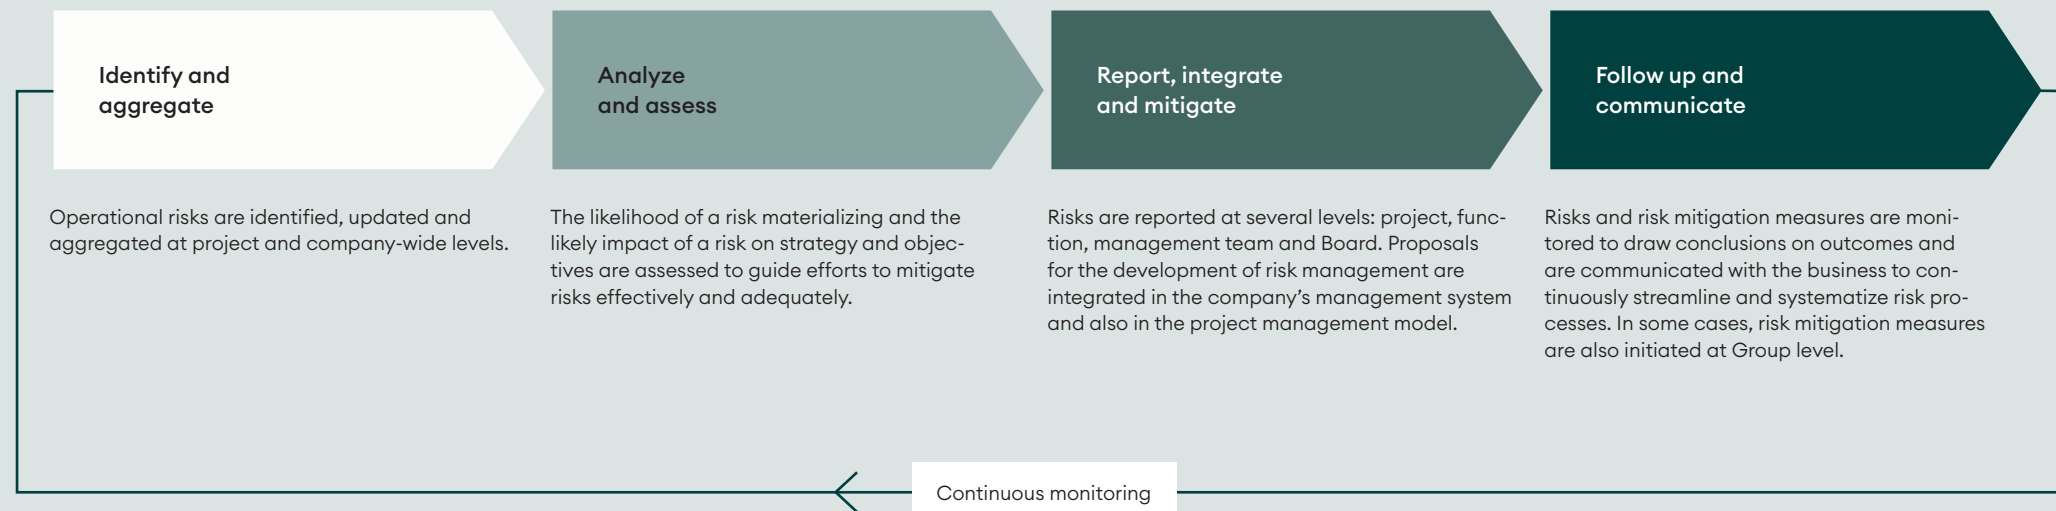 Identify and
aggregate
Operational risks are identified, updated and
aggregated at project and company-wide levels.
Analyze
and assess
The likelihood of a risk materializing and the
likely impact of a risk on strategy and objec-
tives are assessed to guide efforts to mitigate
risks effectively and adequately.
Report, integrate
and mitigate
Risks are reported at several levels: project, func-
tion, management team and Board. Proposals
for the development of risk management are
integrated in the company’s management system
and also in the project management model.
Follow up and
communicate
Risks and risk mitigation measures are moni-
tored to draw conclusions on outcomes and
are communicated with the business to con-
tinuously streamline and systematize risk pro-
cesses. In some cases, risk mitigation measures
are also initiated at Group level.
Continuous monitoring